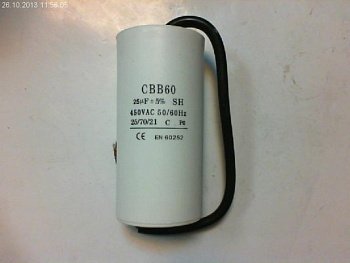 26.10.2013 11:56:05
CBB60
25µF±5% SH
450VAC 50/60Hz
25/70/21 C P0
CE EN 60252